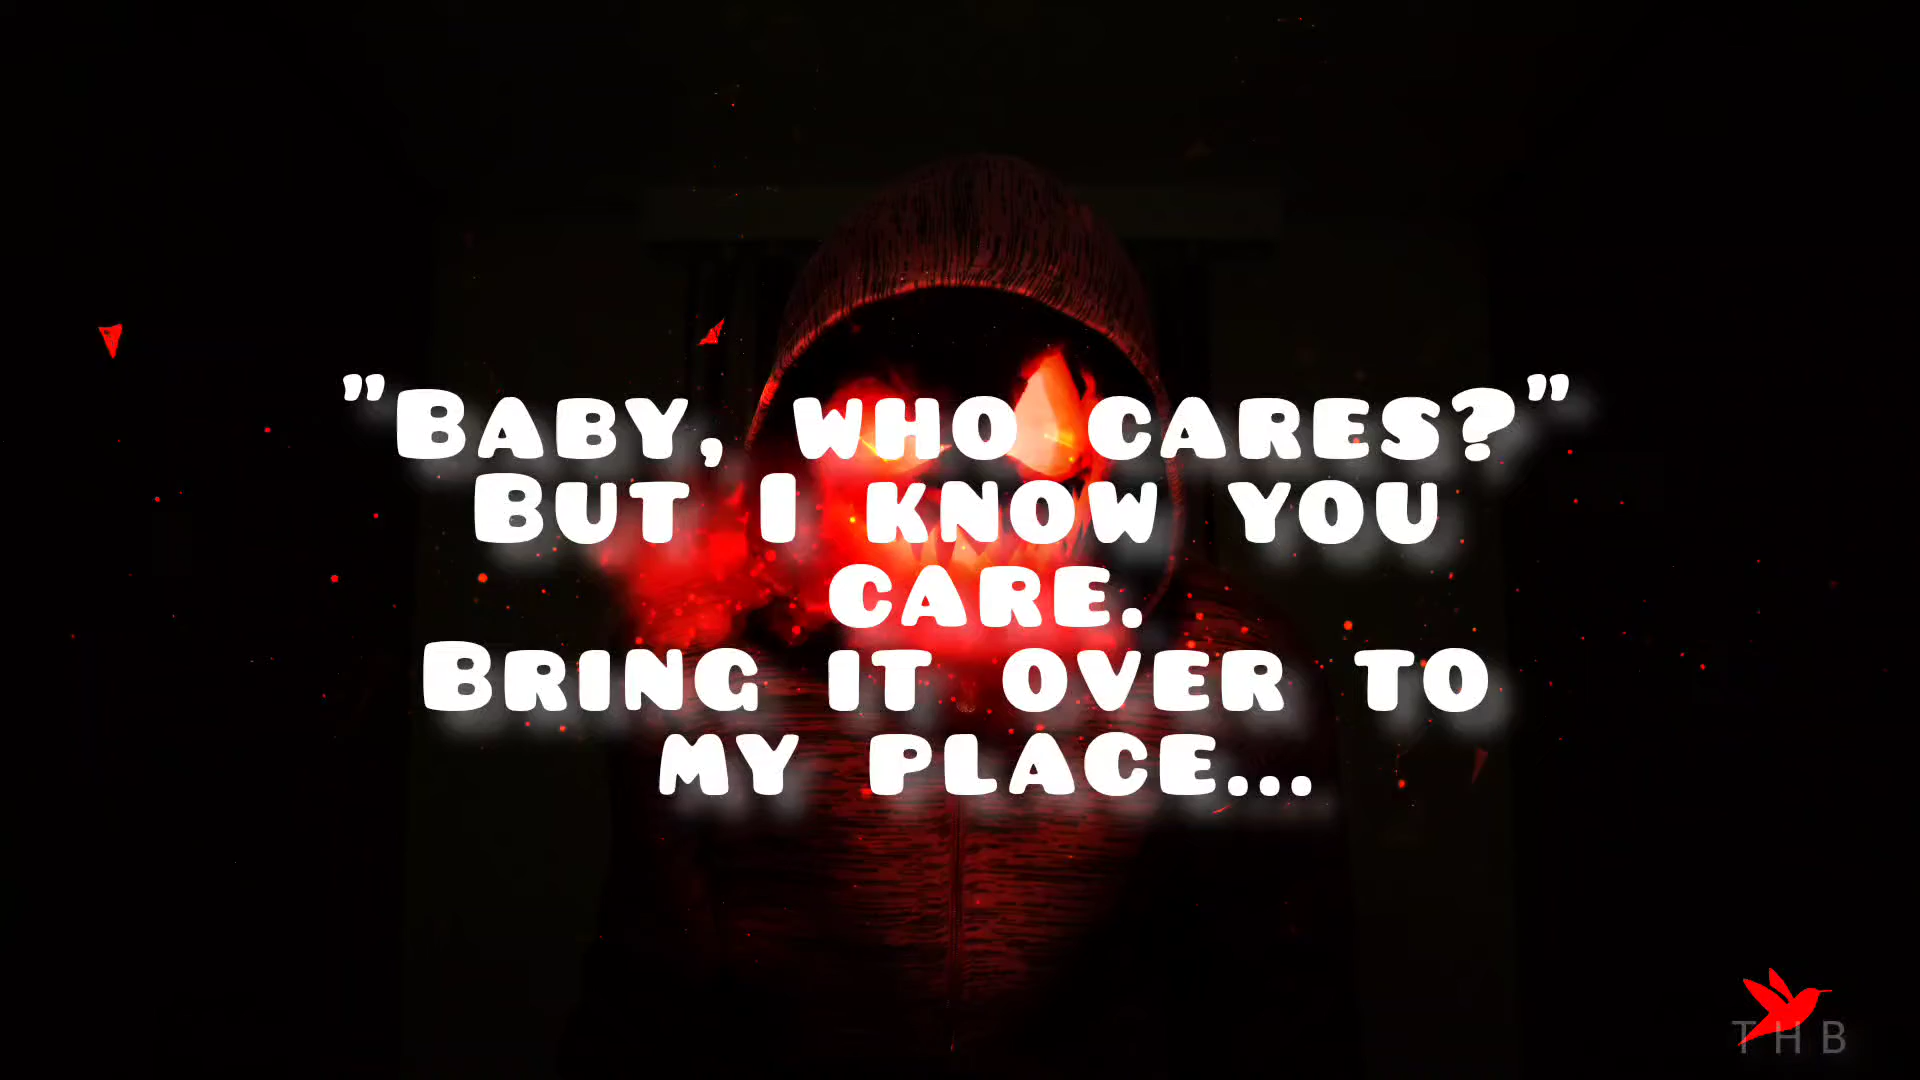 "Baby, who cares?"
But I know you
care.
Bring it over to
my place...
THB